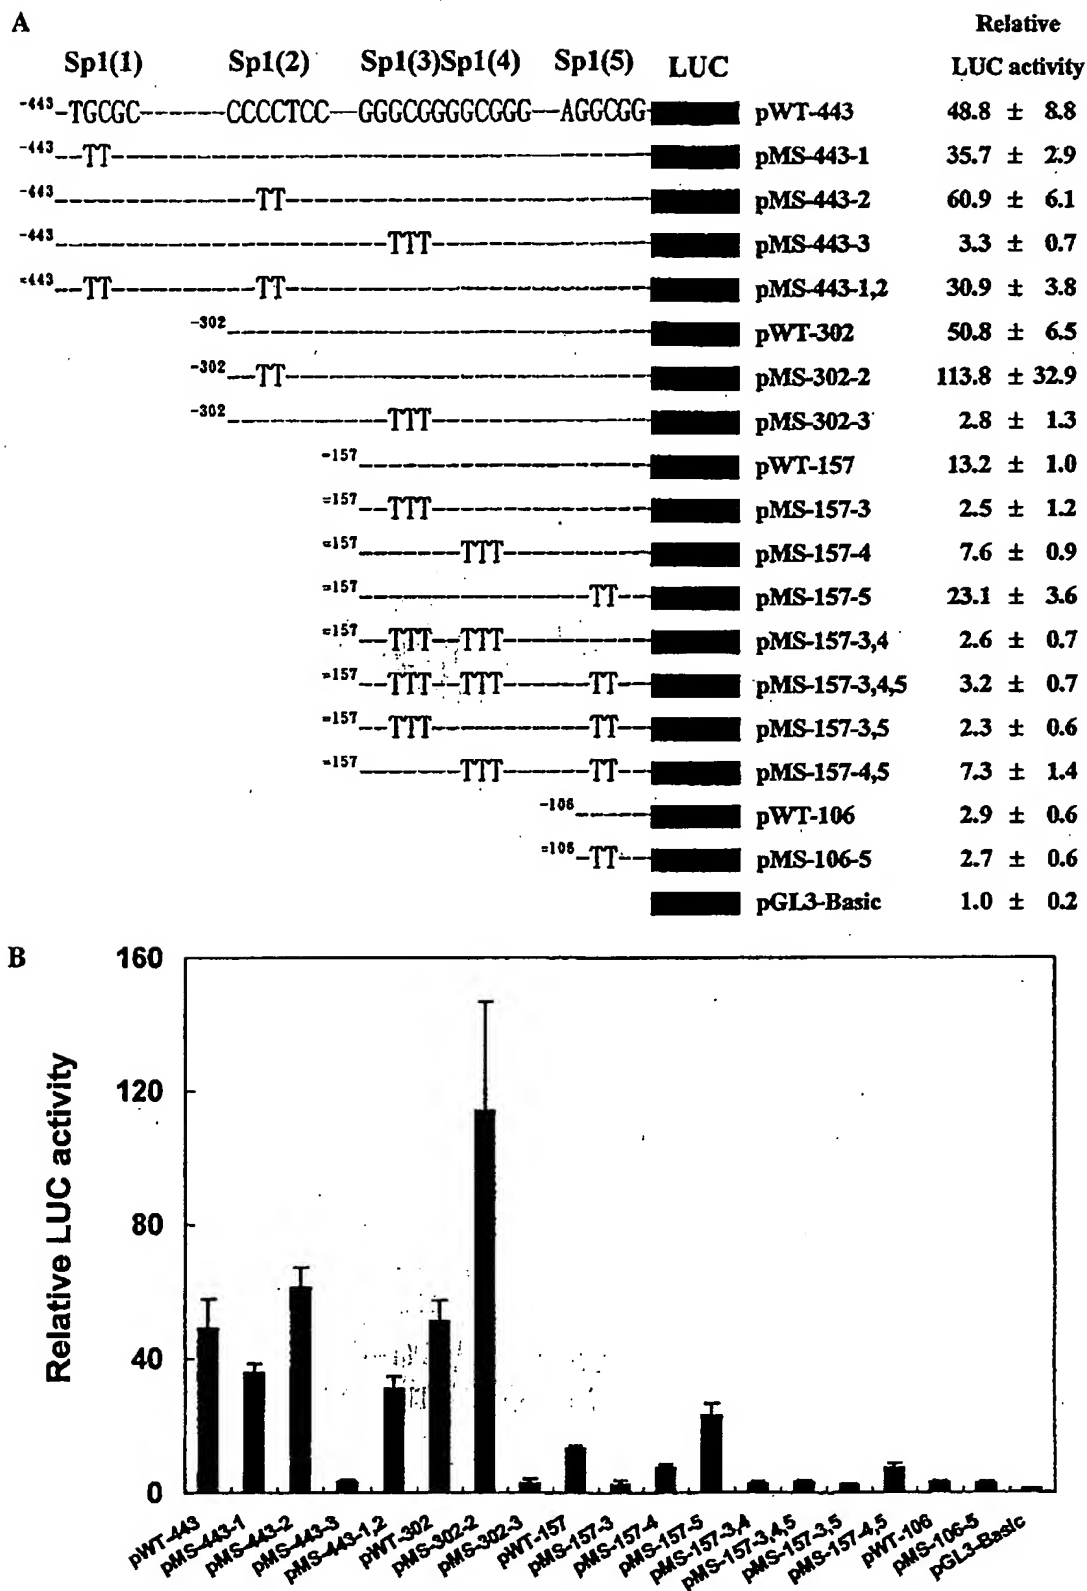 A
Relative
Sp1(1) Sp1(2) Sp1(3)Sp1(4) Sp1(5) LUC LUC activity
-443 -TGCGC------CCCCTCC--GGGCGGGGCGGG--AGGCGG pWT-443 48.8 ± 8.8
-443 --TT-- pMS-443-1 35.7 ± 2.9
-443 --TT-- pMS-443-2 60.9 ± 6.1
-443 --TTT-- pMS-443-3 3.3 ± 0.7
=443 --TT----TT-- pMS-443-1,2 30.9 ± 3.8
-302 pWT-302 50.8 ± 6.5
-302 --TT-- pMS-302-2 113.8 ± 32.9
-302 --TTT-- pMS-302-3 2.8 ± 1.3
=157 pWT-157 13.2 ± 1.0
=157 --TTT-- pMS-157-3 2.5 ± 1.2
=157 --TTT-- pMS-157-4 7.6 ± 0.9
=157 --TT-- pMS-157-5 23.1 ± 3.6
=157 --TTT--TTT-- pMS-157-3,4 2.6 ± 0.7
=157 --TTT--TTT----TT-- pMS-157-3,4,5 3.2 ± 0.7
=157 --TTT----TT-- pMS-157-3,5 2.3 ± 0.6
=157 --TTT----TT-- pMS-157-4,5 7.3 ± 1.4
-106 pWT-106 2.9 ± 0.6
=106 -TT-- pMS-106-5 2.7 ± 0.6
pGL3-Basic 1.0 ± 0.2
B
Relative LUC activity
160
120
80
40
0
pWT-443
pMS-443-1
pMS-443-2
pMS-443-3
pMS-443-1,2
pWT-302
pMS-302-2
pMS-302-3
pWT-157
pMS-157-3
pMS-157-4
pMS-157-5
pMS-157-3,4
pMS-157-3,4,5
pMS-157-3,5
pMS-157-4,5
pWT-106
pMS-106-5
pGL3-Basic